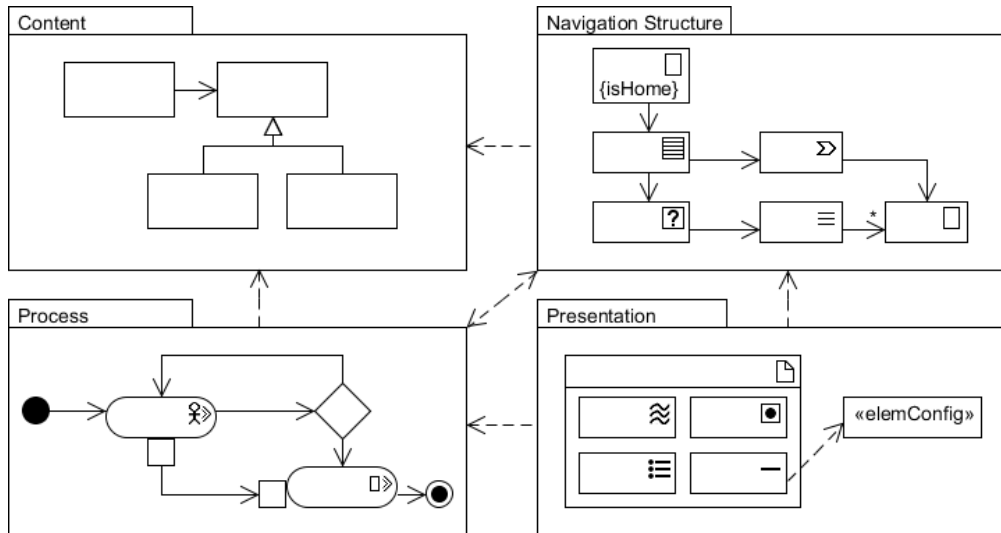 Content
Navigation Structure
{isHome}
?
*
Process
Presentation
«elemConfig»